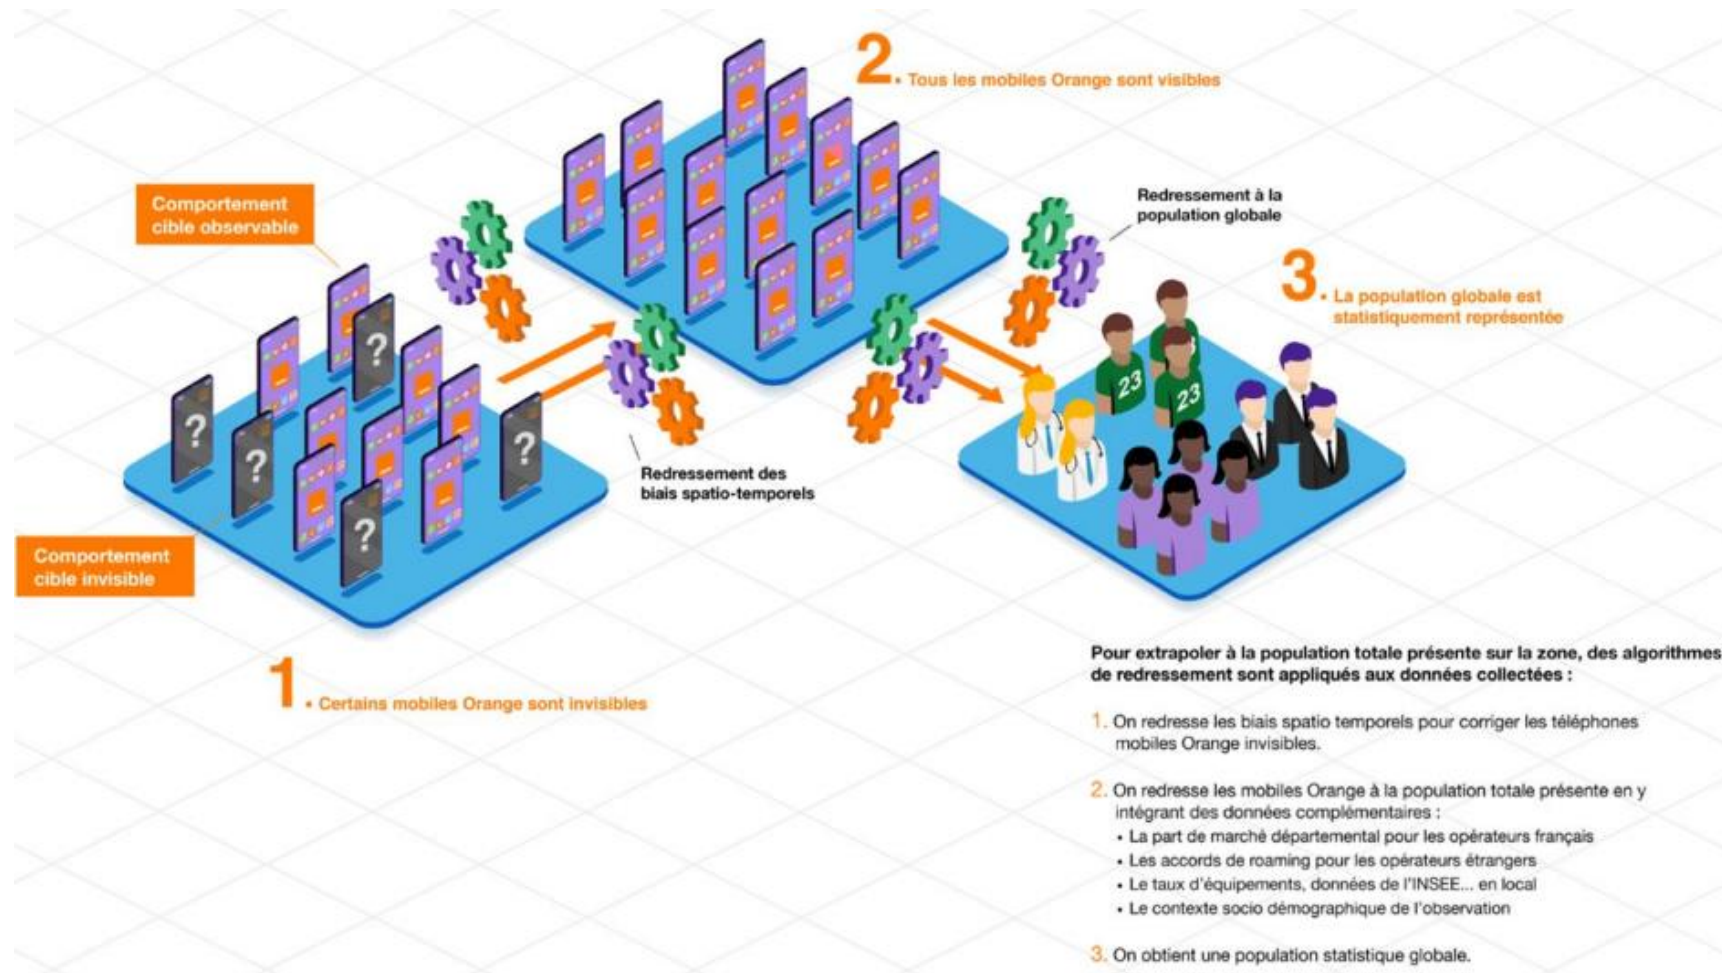 2. Tous les mobiles Orange sont visibles
Comportement
cible observable
Redressement à la
population globale
3. La population globale est
statistiquement représentée
?
?
?
?
?
23
23
Redressement des
biais spatio-temporels
Comportement
cible invisible
1. Certains mobiles Orange sont invisibles
Pour extrapoler à la population totale présente sur la zone, des algorithmes
de redressement sont appliqués aux données collectées :
1. On redresse les biais spatio temporels pour corriger les téléphones
mobiles Orange invisibles.
2. On redresse les mobiles Orange à la population totale présente en y
intégrant des données complémentaires :
• La part de marché départemental pour les opérateurs français
• Les accords de roaming pour les opérateurs étrangers
• Le taux d'équipements, données de l'INSEE... en local
• Le contexte socio démographique de l'observation
3. On obtient une population statistique globale.